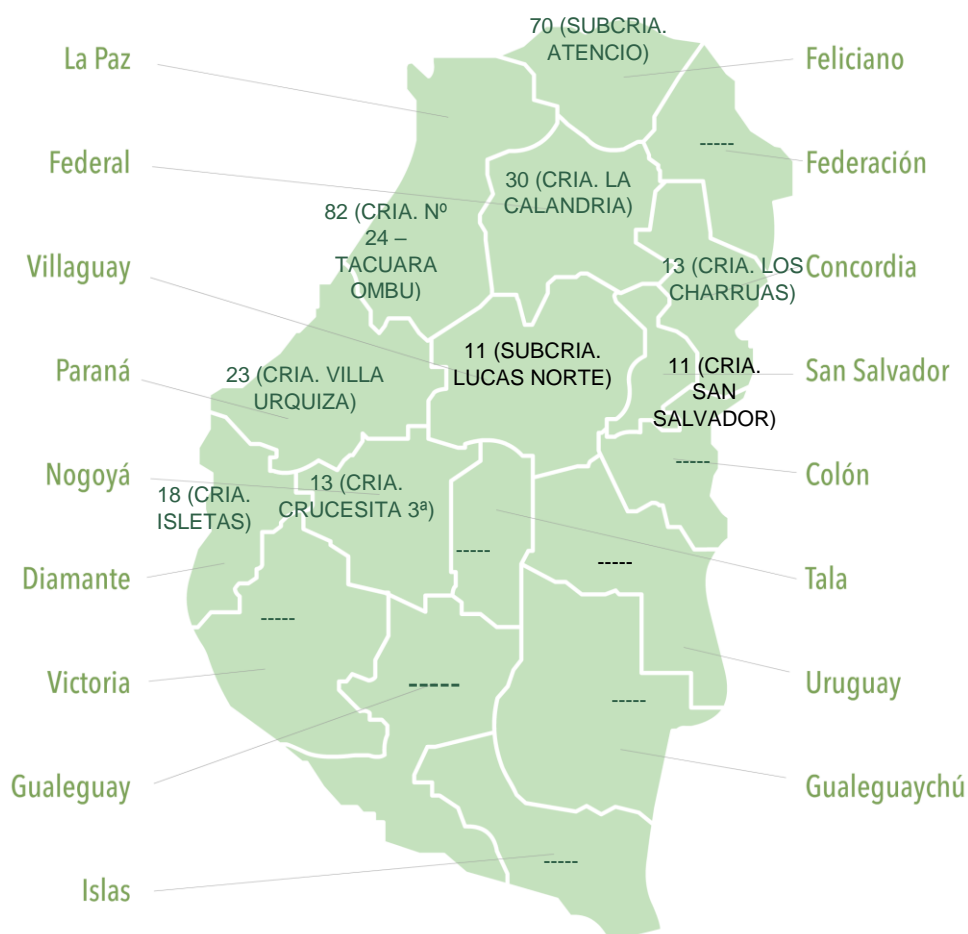 70 (SUBCRIA.
ATENCIO)
La Paz
Feliciano
Federal
-----
Federación
30 (CRIA. LA
CALANDRIA)
82 (CRIA. Nº
24 –
TACUARA
OMBU)
Villaguay
13 (CRIA. LOS
CHARRUAS)
Concordia
11 (SUBCRIA.
LUCAS NORTE)
11 (CRIA.
SAN
SALVADOR)
San Salvador
Paraná
23 (CRIA. VILLA
URQUIZA)
Nogoyá
18 (CRIA.
ISLETAS)
13 (CRIA.
CRUCESITA 3ª)
-----
Colón
-----
-----
Diamante
Tala
-----
Victoria
-----
Uruguay
-----
Gualeguay
Gualeguaychú
-----
Islas